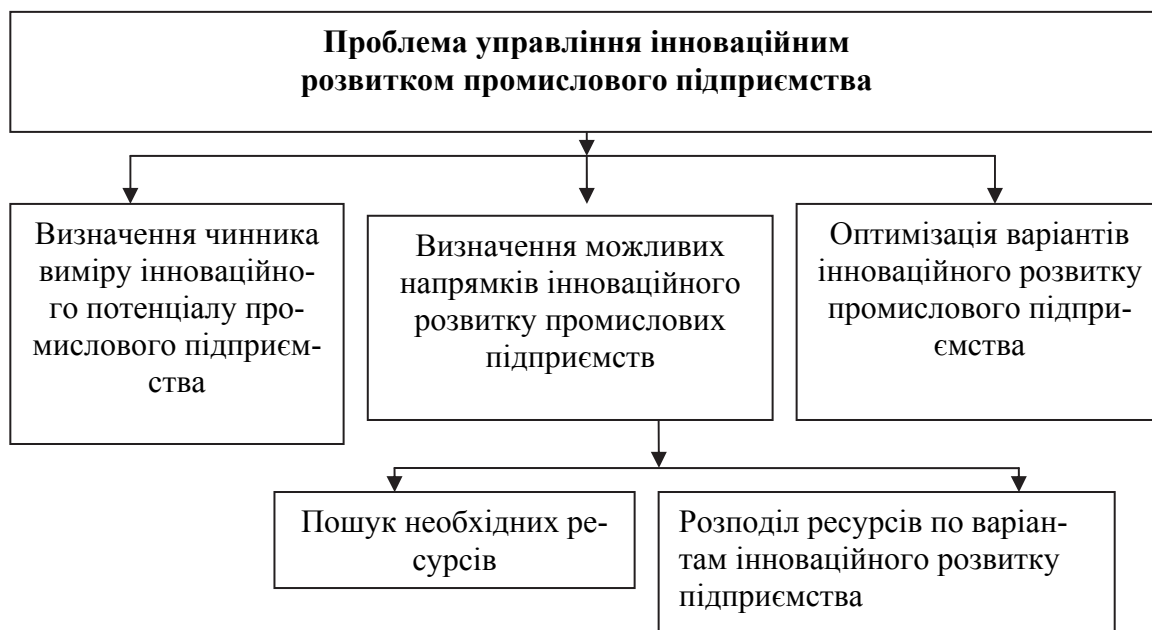 Проблема управління інноваційним
розвитком промислового підприємства
Визначення чинника
виміру інноваційно-
го потенціалу про-
мислового підприєм-
ства
Визначення можливих
напрямків інноваційного
розвитку промислових
підприємств
Оптимізація варіантів
інноваційного розвитку
промислового підпри-
ємства
Пошук необхідних ре-
сурсів
Розподіл ресурсів по варіан-
там інноваційного розвитку
підприємства